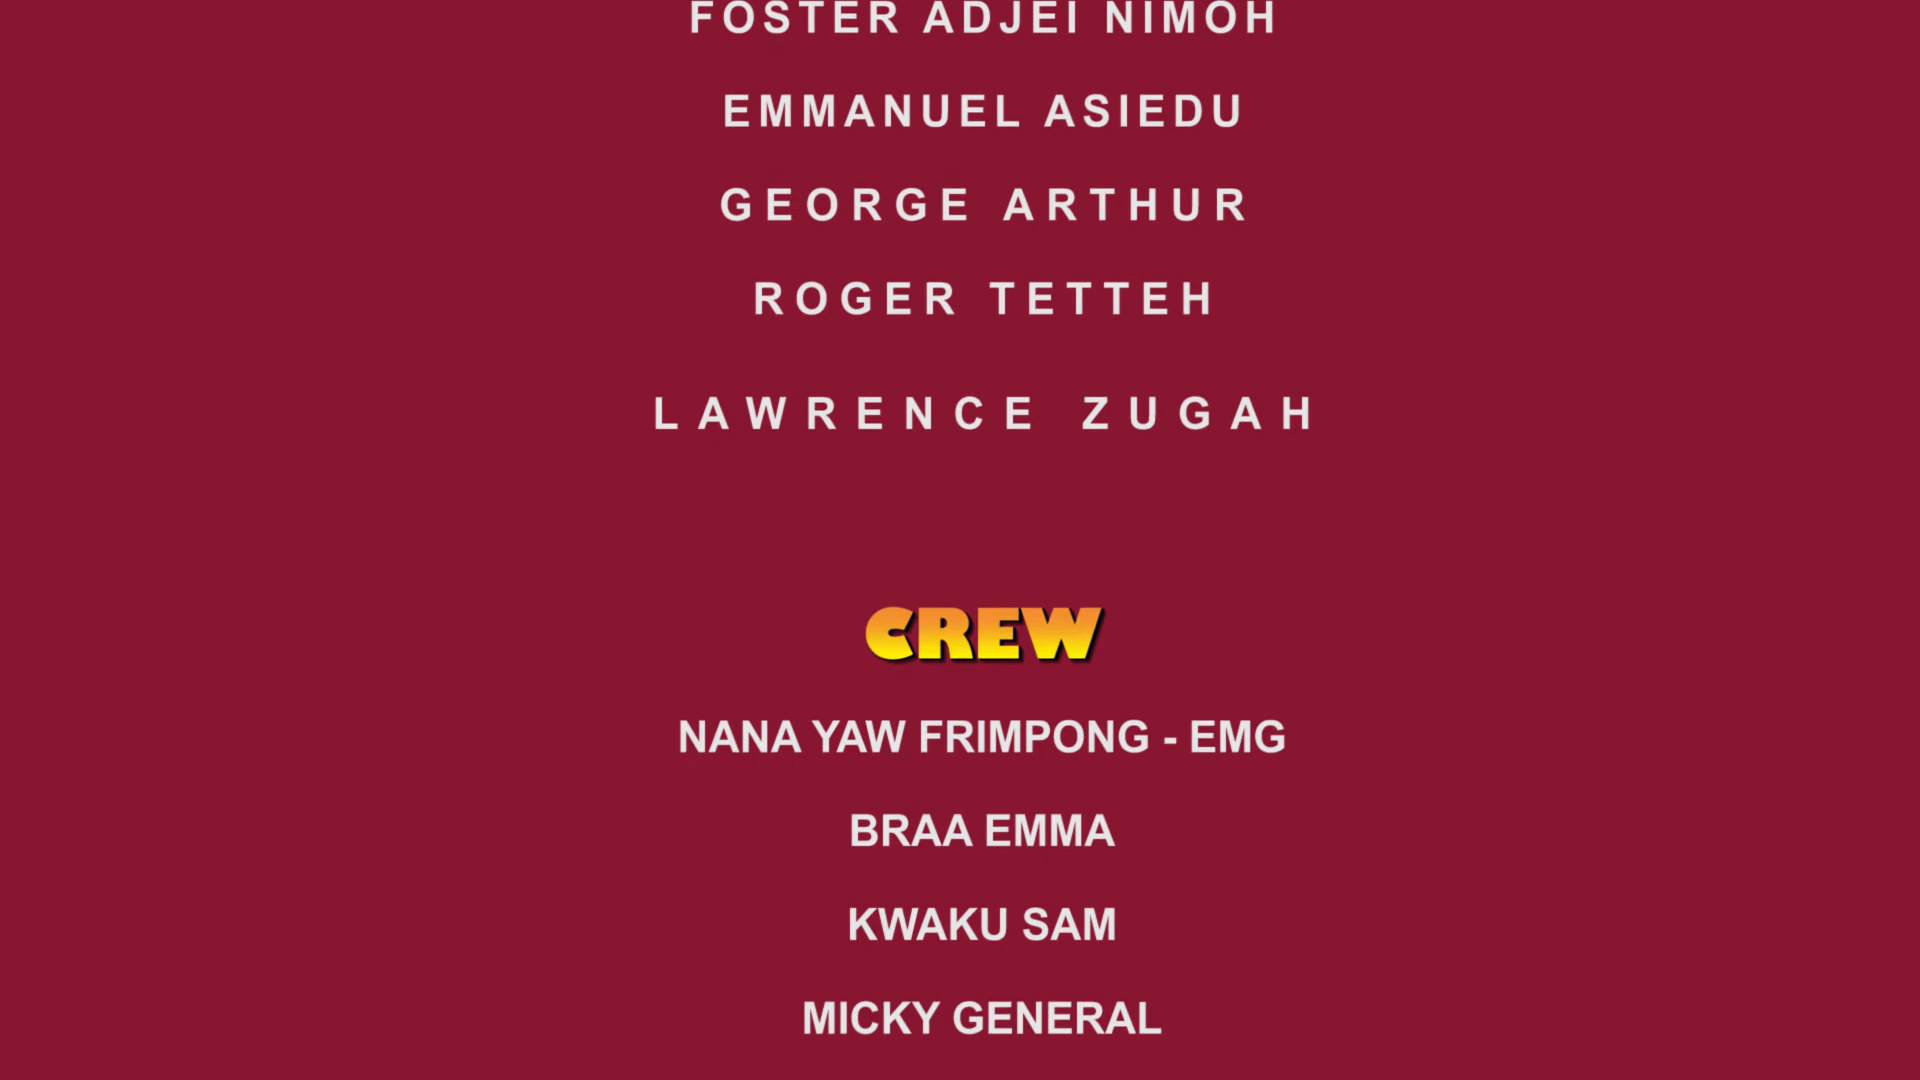 FOSTER ADJEI NIMOH
EMMANUEL ASIEDU
GEORGE ARTHUR
ROGER TETTEH
LAWRENCE ZUGAH
CREW
NANA YAW FRIMPONG - EMG
BRAA EMMA
KWAKU SAM
MICKY GENERAL